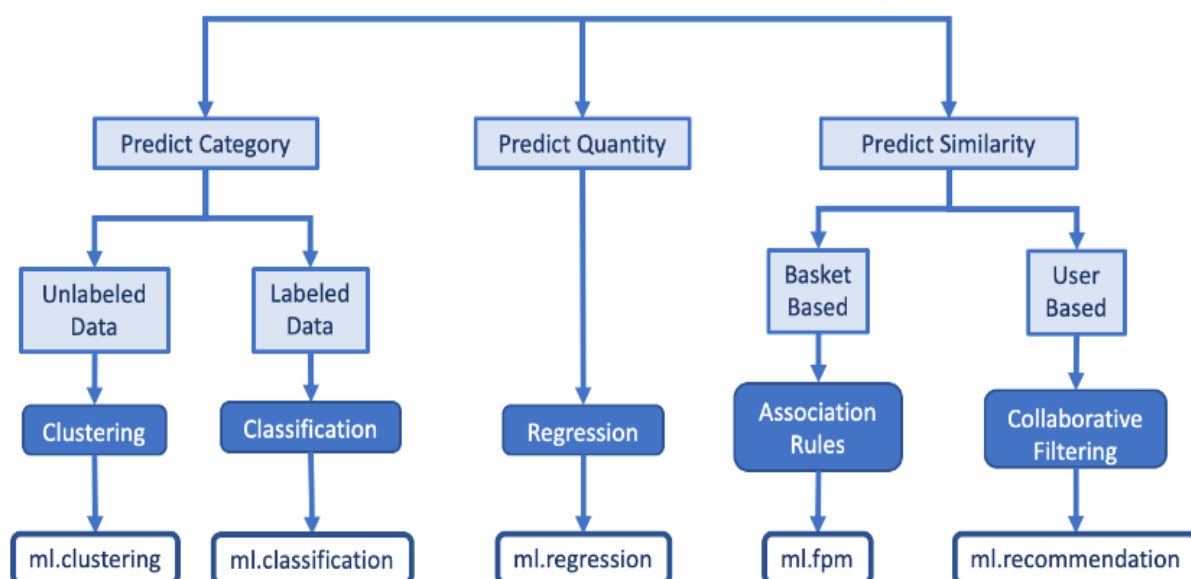 Predict Category
Predict Quantity
Predict Similarity
Unlabeled
Data
Labeled
Data
Basket
Based
User
Based
Clustering
Classification
Regression
Association
Rules
Collaborative
Filtering
ml.clustering
ml.classification
ml.regression
ml.fpm
ml.recommendation